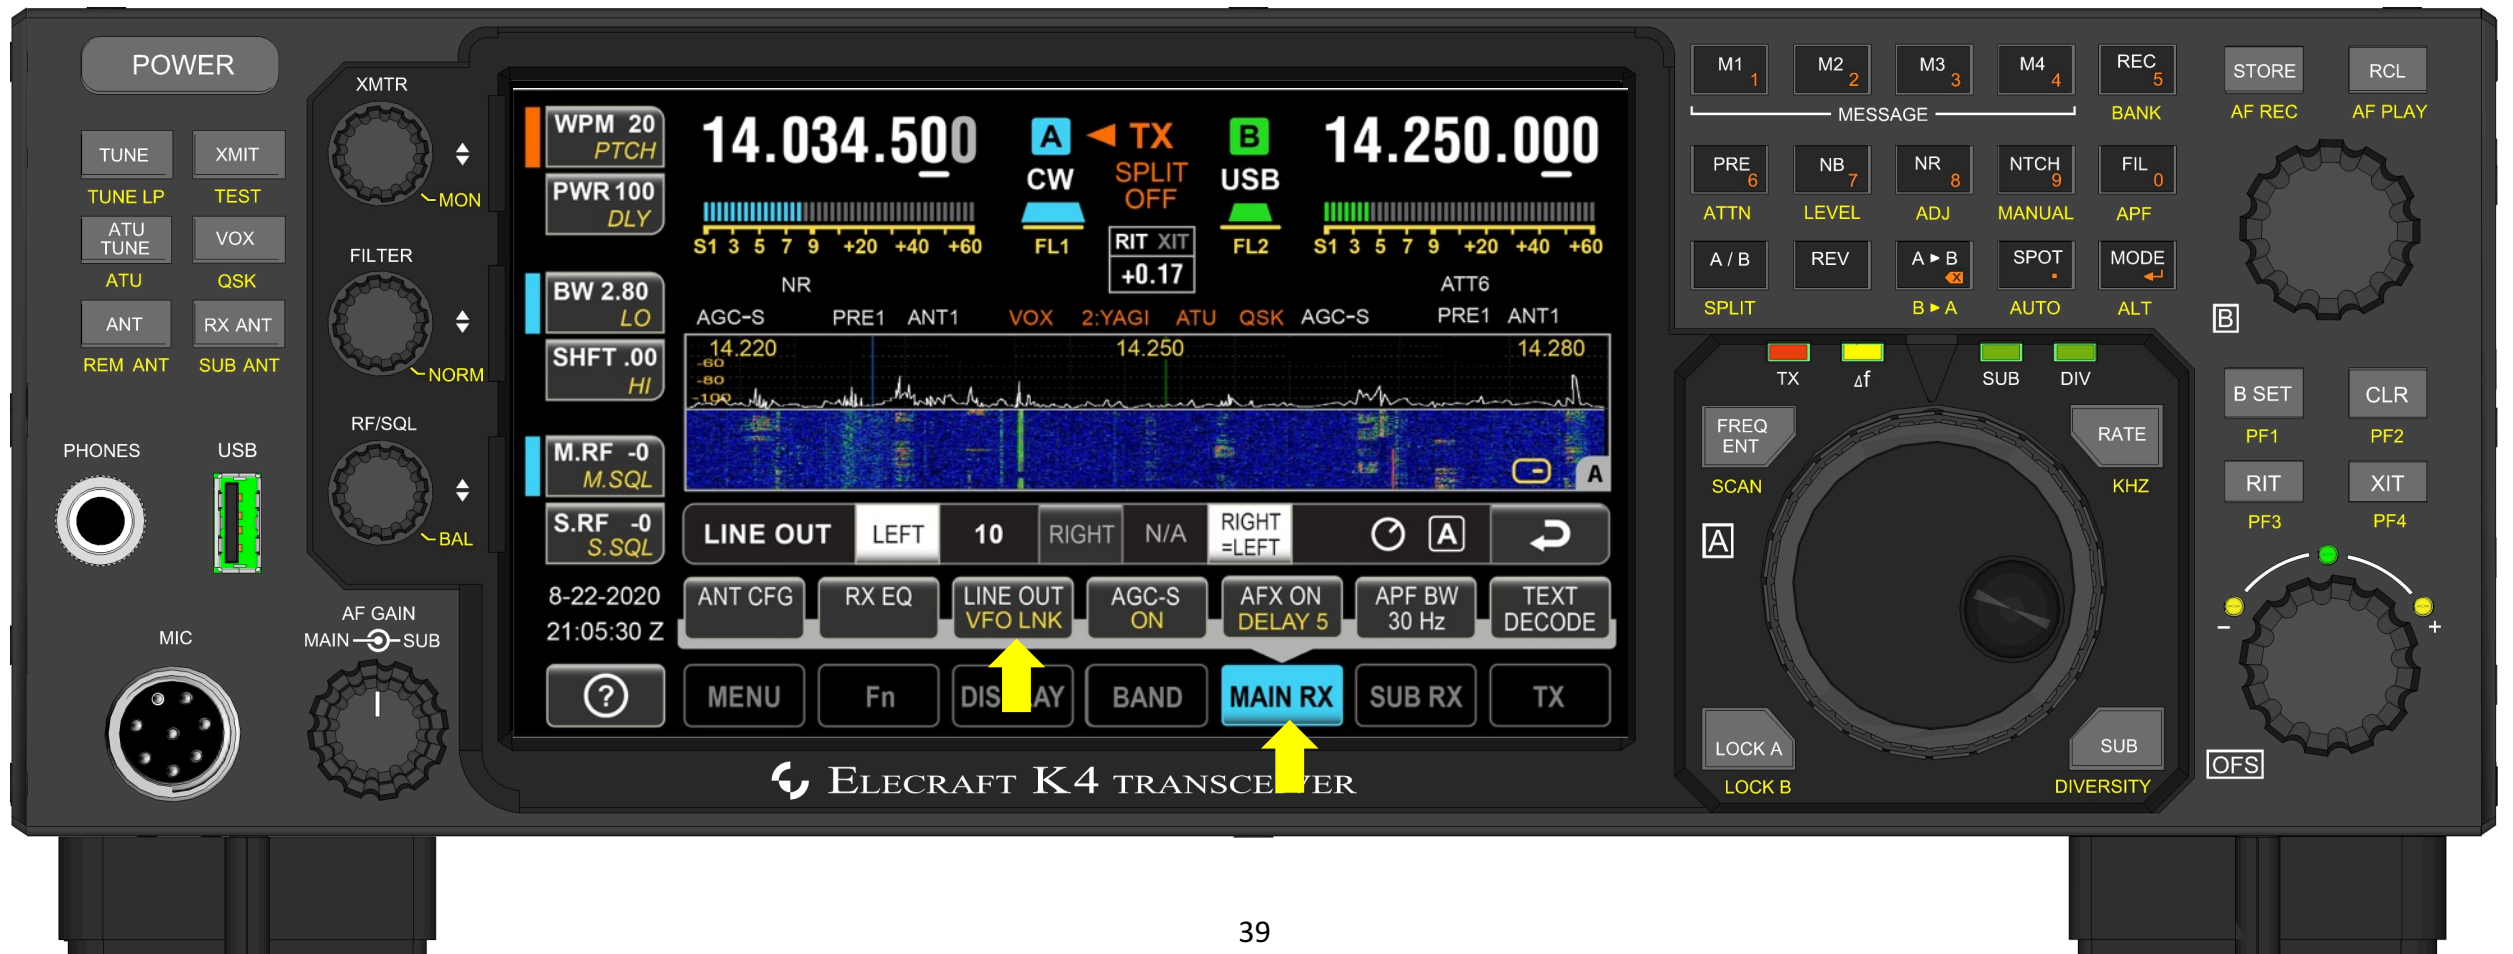 POWER
TUNE
XMIT
TUNE LP
TEST
ATU
TUNE
VOX
ATU
QSK
ANT
RX ANT
REM ANT
SUB ANT
PHONES
USB
MIC
XMTR
MON
FILTER
NORM
RF/SQL
BAL
AF GAIN
MAIN
SUB
WPM 20
PTCH
PWR 100
DLY
BW 2.80
LO
SHFT .00
HI
M.RF -0
M.SQL
S.RF -0
S.SQL
8-22-2020
21:05:30 Z
?
14.034.500
A
TX
B
14.250.000
CW
SPLIT
OFF
USB
S1 3 5 7 9 +20 +40 +60
FL1
RIT XIT
+0.17
FL2
S1 3 5 7 9 +20 +40 +60
NR
ATT6
AGC-S PRE1 ANT1 VOX 2:YAGI ATU QSK AGC-S PRE1 ANT1
14.220
14.250
14.280
-60
-80
-100
A
LINE OUT
LEFT
10
RIGHT
N/A
RIGHT
=LEFT
A
ANT CFG
RX EQ
LINE OUT
VFO LNK
AGC-S
ON
AFX ON
DELAY 5
APF BW
30 Hz
TEXT
DECODE
MENU
Fn
BAND
MAIN RX
SUB RX
TX
ELECRAFT K4 TRANSCEIVER
M1 1
M2 2
M3 3
M4 4
REC 5
MESSAGE
BANK
PRE 6
NB 7
NR 8
NTCH 9
FIL 0
ATTN
LEVEL
ADJ
MANUAL
APF
A / B
REV
A ▸ B
SPOT .
MODE
SPLIT
B ▸ A
AUTO
ALT
TX
Δf
SUB
DIV
FREQ
ENT
RATE
SCAN
KHZ
A
LOCK A
SUB
LOCK B
DIVERSITY
STORE
RCL
AF REC
AF PLAY
B
B SET
CLR
PF1
PF2
RIT
XIT
PF3
PF4
−
+
OFS
39